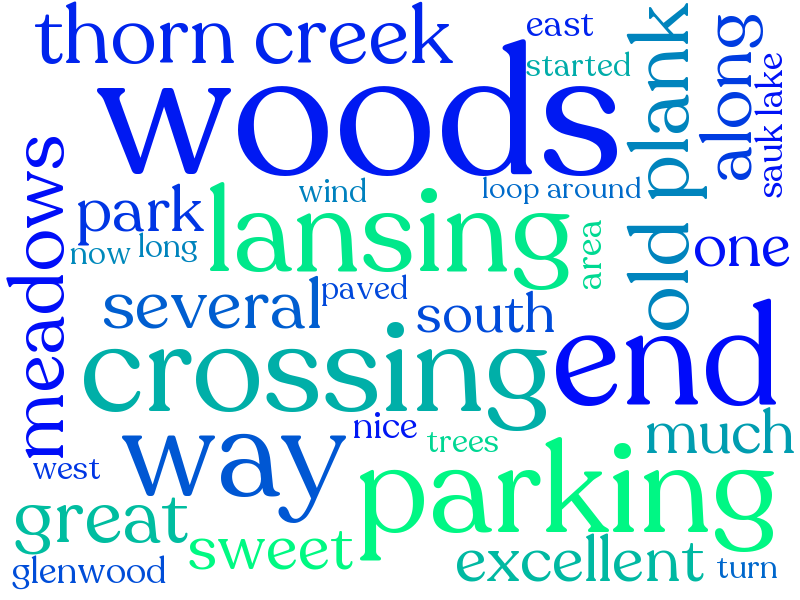 thorn creek
east
started
woods
old plank
along
sauk lake
meadows
park
wind
loop around
now
long
lansing
area
one
several
paved
south
crossing
end
way
nice
trees
much
west
parking
great
sweet
excellent
glenwood
turn